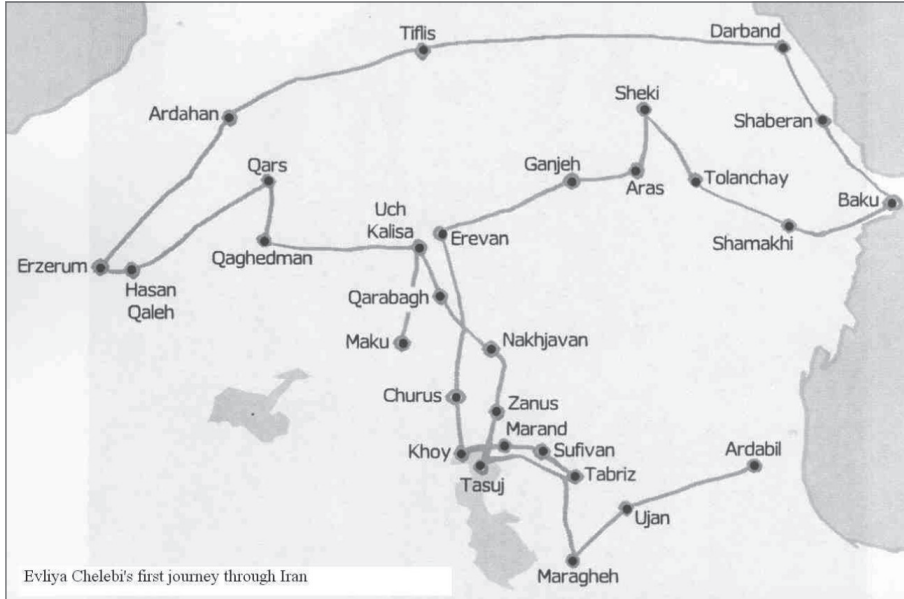 Tiflis
Darband
Ardahan
Sheki
Shaberan
Qars
Ganjeh
Aras
Tolanchay
Baku
Uch
Kalisa
Erevan
Shamakhi
Qaghedman
Erzerum
Hasan
Qaleh
Qarabagh
Maku
Nakhjavan
Churus
Zanus
Marand
Khoy
Sufivan
Ardabil
Tabriz
Tasuj
Ujan
Maragheh
Evliya Chelebi's first journey through Iran